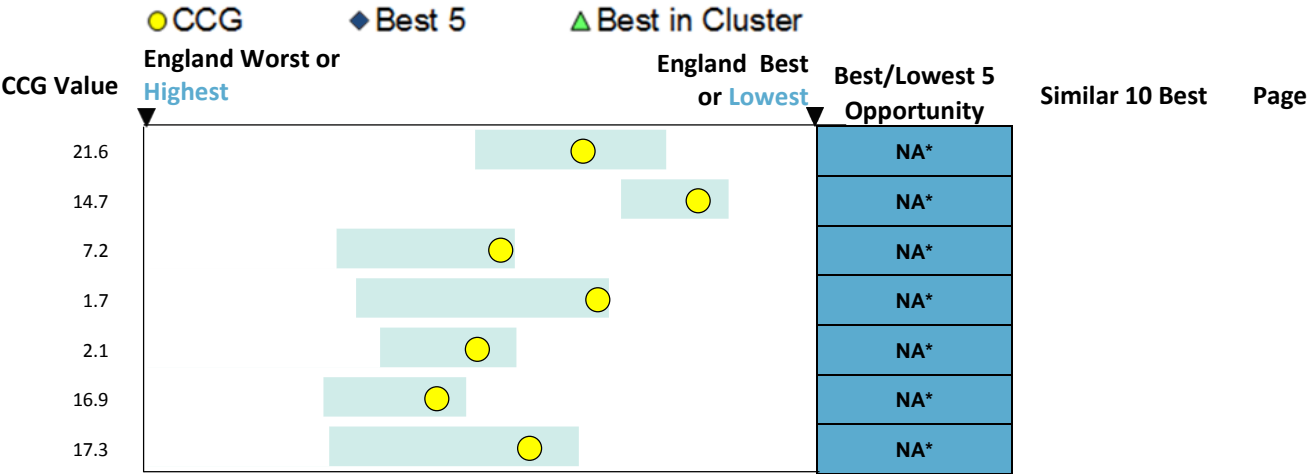 CCG Best 5 Best in Cluster
CCG Value
England Worst or
Highest
England Best
or Lowest
Best/Lowest 5
Opportunity
Similar 10 Best
Page
21.6 NA*
14.7 NA*
7.2 NA*
1.7 NA*
2.1 NA*
16.9 NA*
17.3 NA*